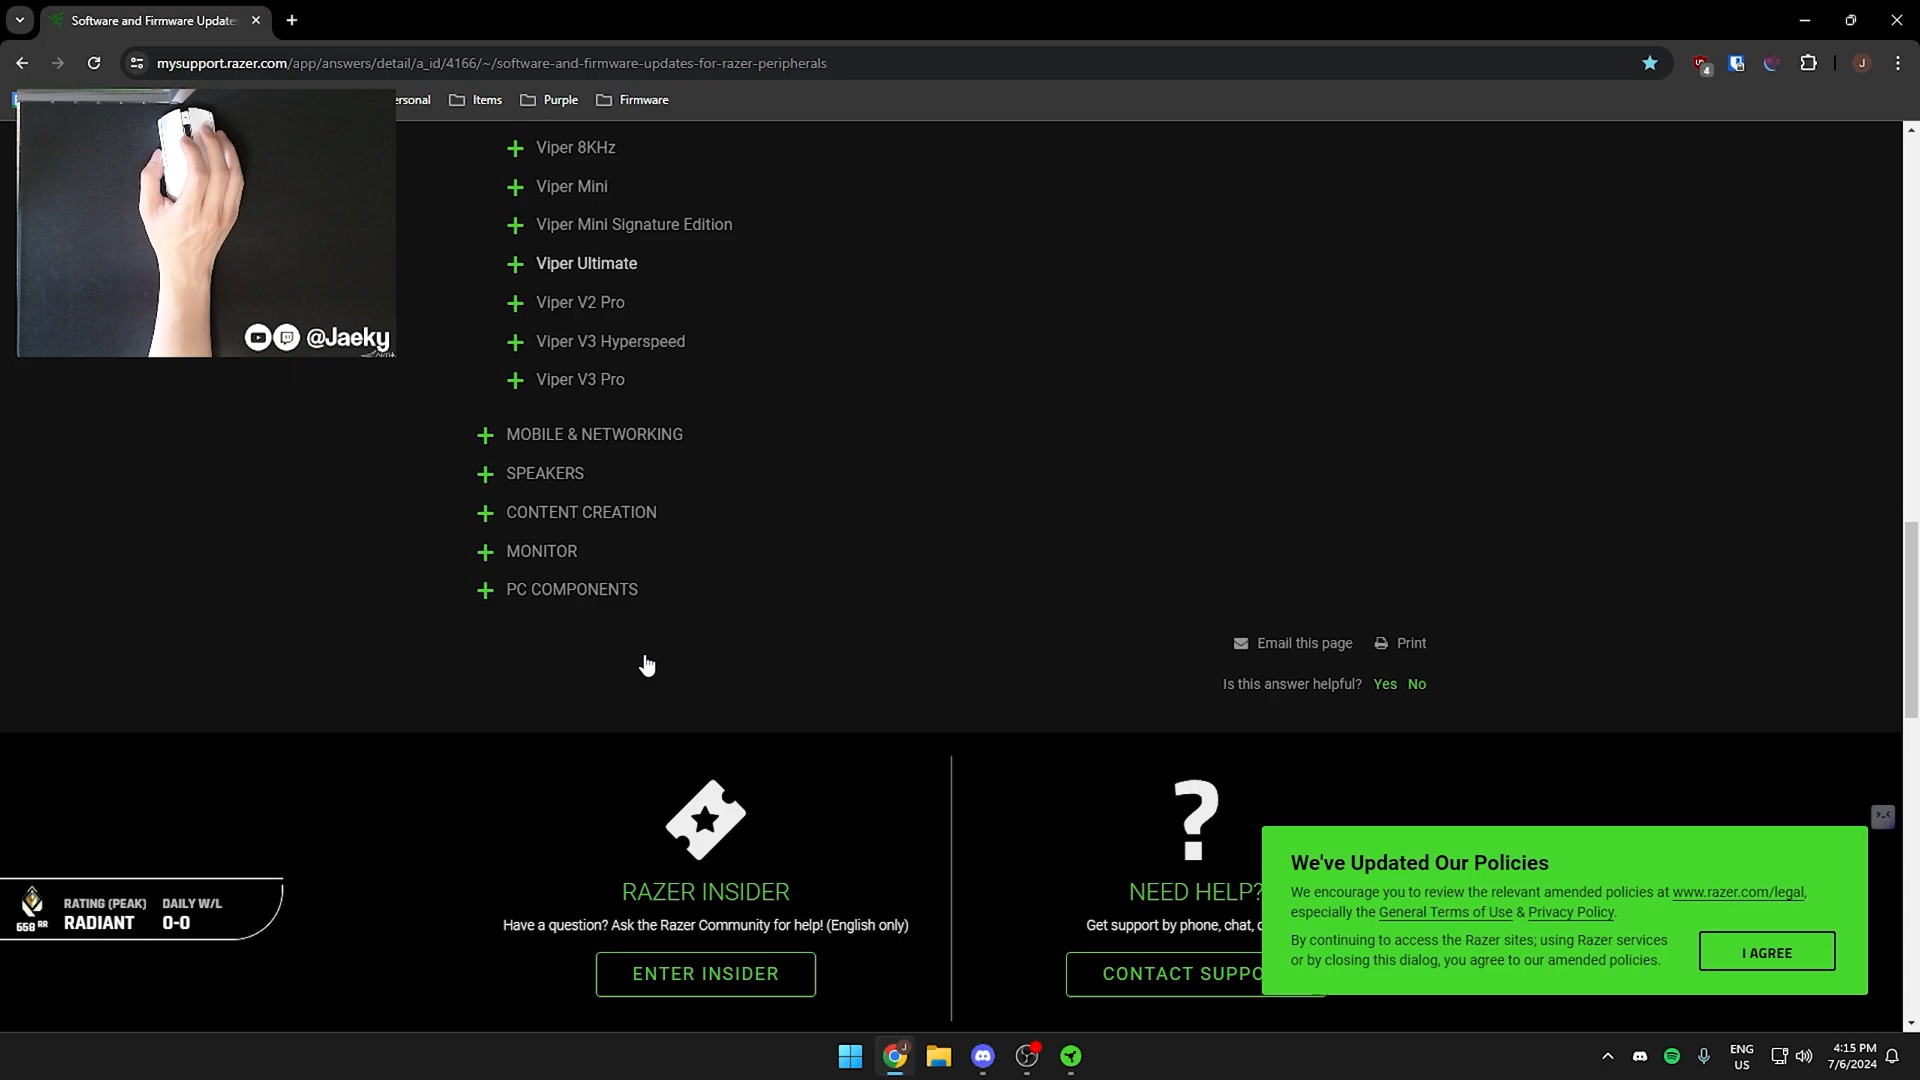 Software and Firmware Update
mysupport.razer.com/app/answers/detail/a_id/4166/~/software-and-firmware-updates-for-razer-peripherals
4
J
ersonal
Items
Purple
Firmware
@Jaeky
Viper 8KHz
Viper Mini
Viper Mini Signature Edition
Viper Ultimate
Viper V2 Pro
Viper V3 Hyperspeed
Viper V3 Pro
MOBILE & NETWORKING
SPEAKERS
CONTENT CREATION
MONITOR
PC COMPONENTS
Email this page
Print
Is this answer helpful? Yes No
RAZER INSIDER
Have a question? Ask the Razer Community for help! (English only)
ENTER INSIDER
NEED HELP?
Get support by phone, chat,
CONTACT SUPPO
We've Updated Our Policies
We encourage you to review the relevant amended policies at www.razer.com/legal,
especially the General Terms of Use & Privacy Policy.
By continuing to access the Razer sites; using Razer services
or by closing this dialog, you agree to our amended policies.
I AGREE
RATING (PEAK) DAILY W/L
658 RR RADIANT 0-0
J
ENG
US
4:15 PM
7/6/2024